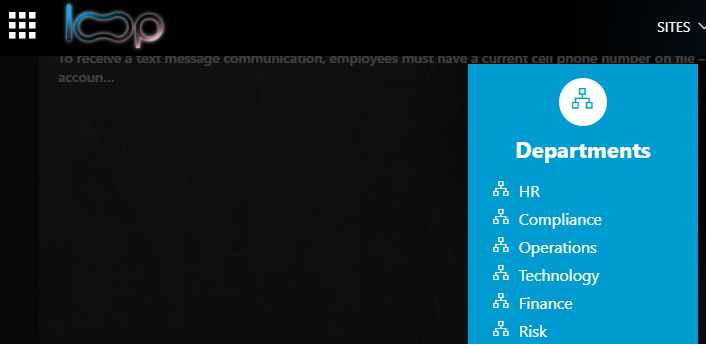 loop
SITES
To receive a text message communication, employees must have a current cell phone number on file –
accoun...
Departments
HR
Compliance
Operations
Technology
Finance
Risk